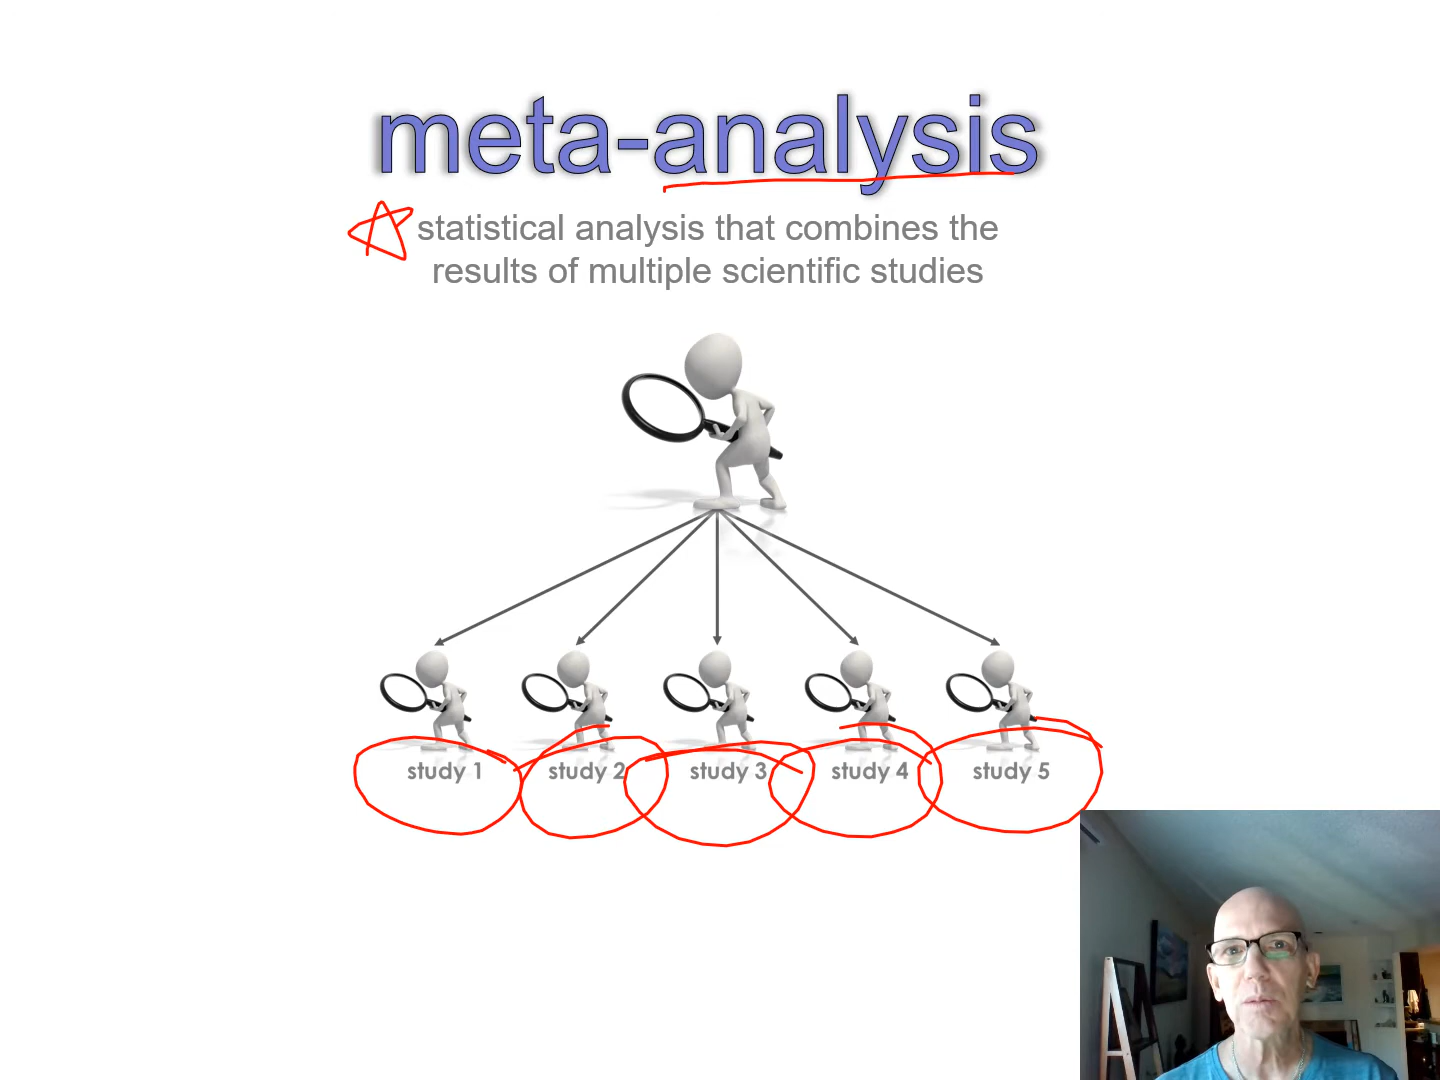 meta-analysis
statistical analysis that combines the
results of multiple scientific studies
study 1 study 2 study 3 study 4 study 5